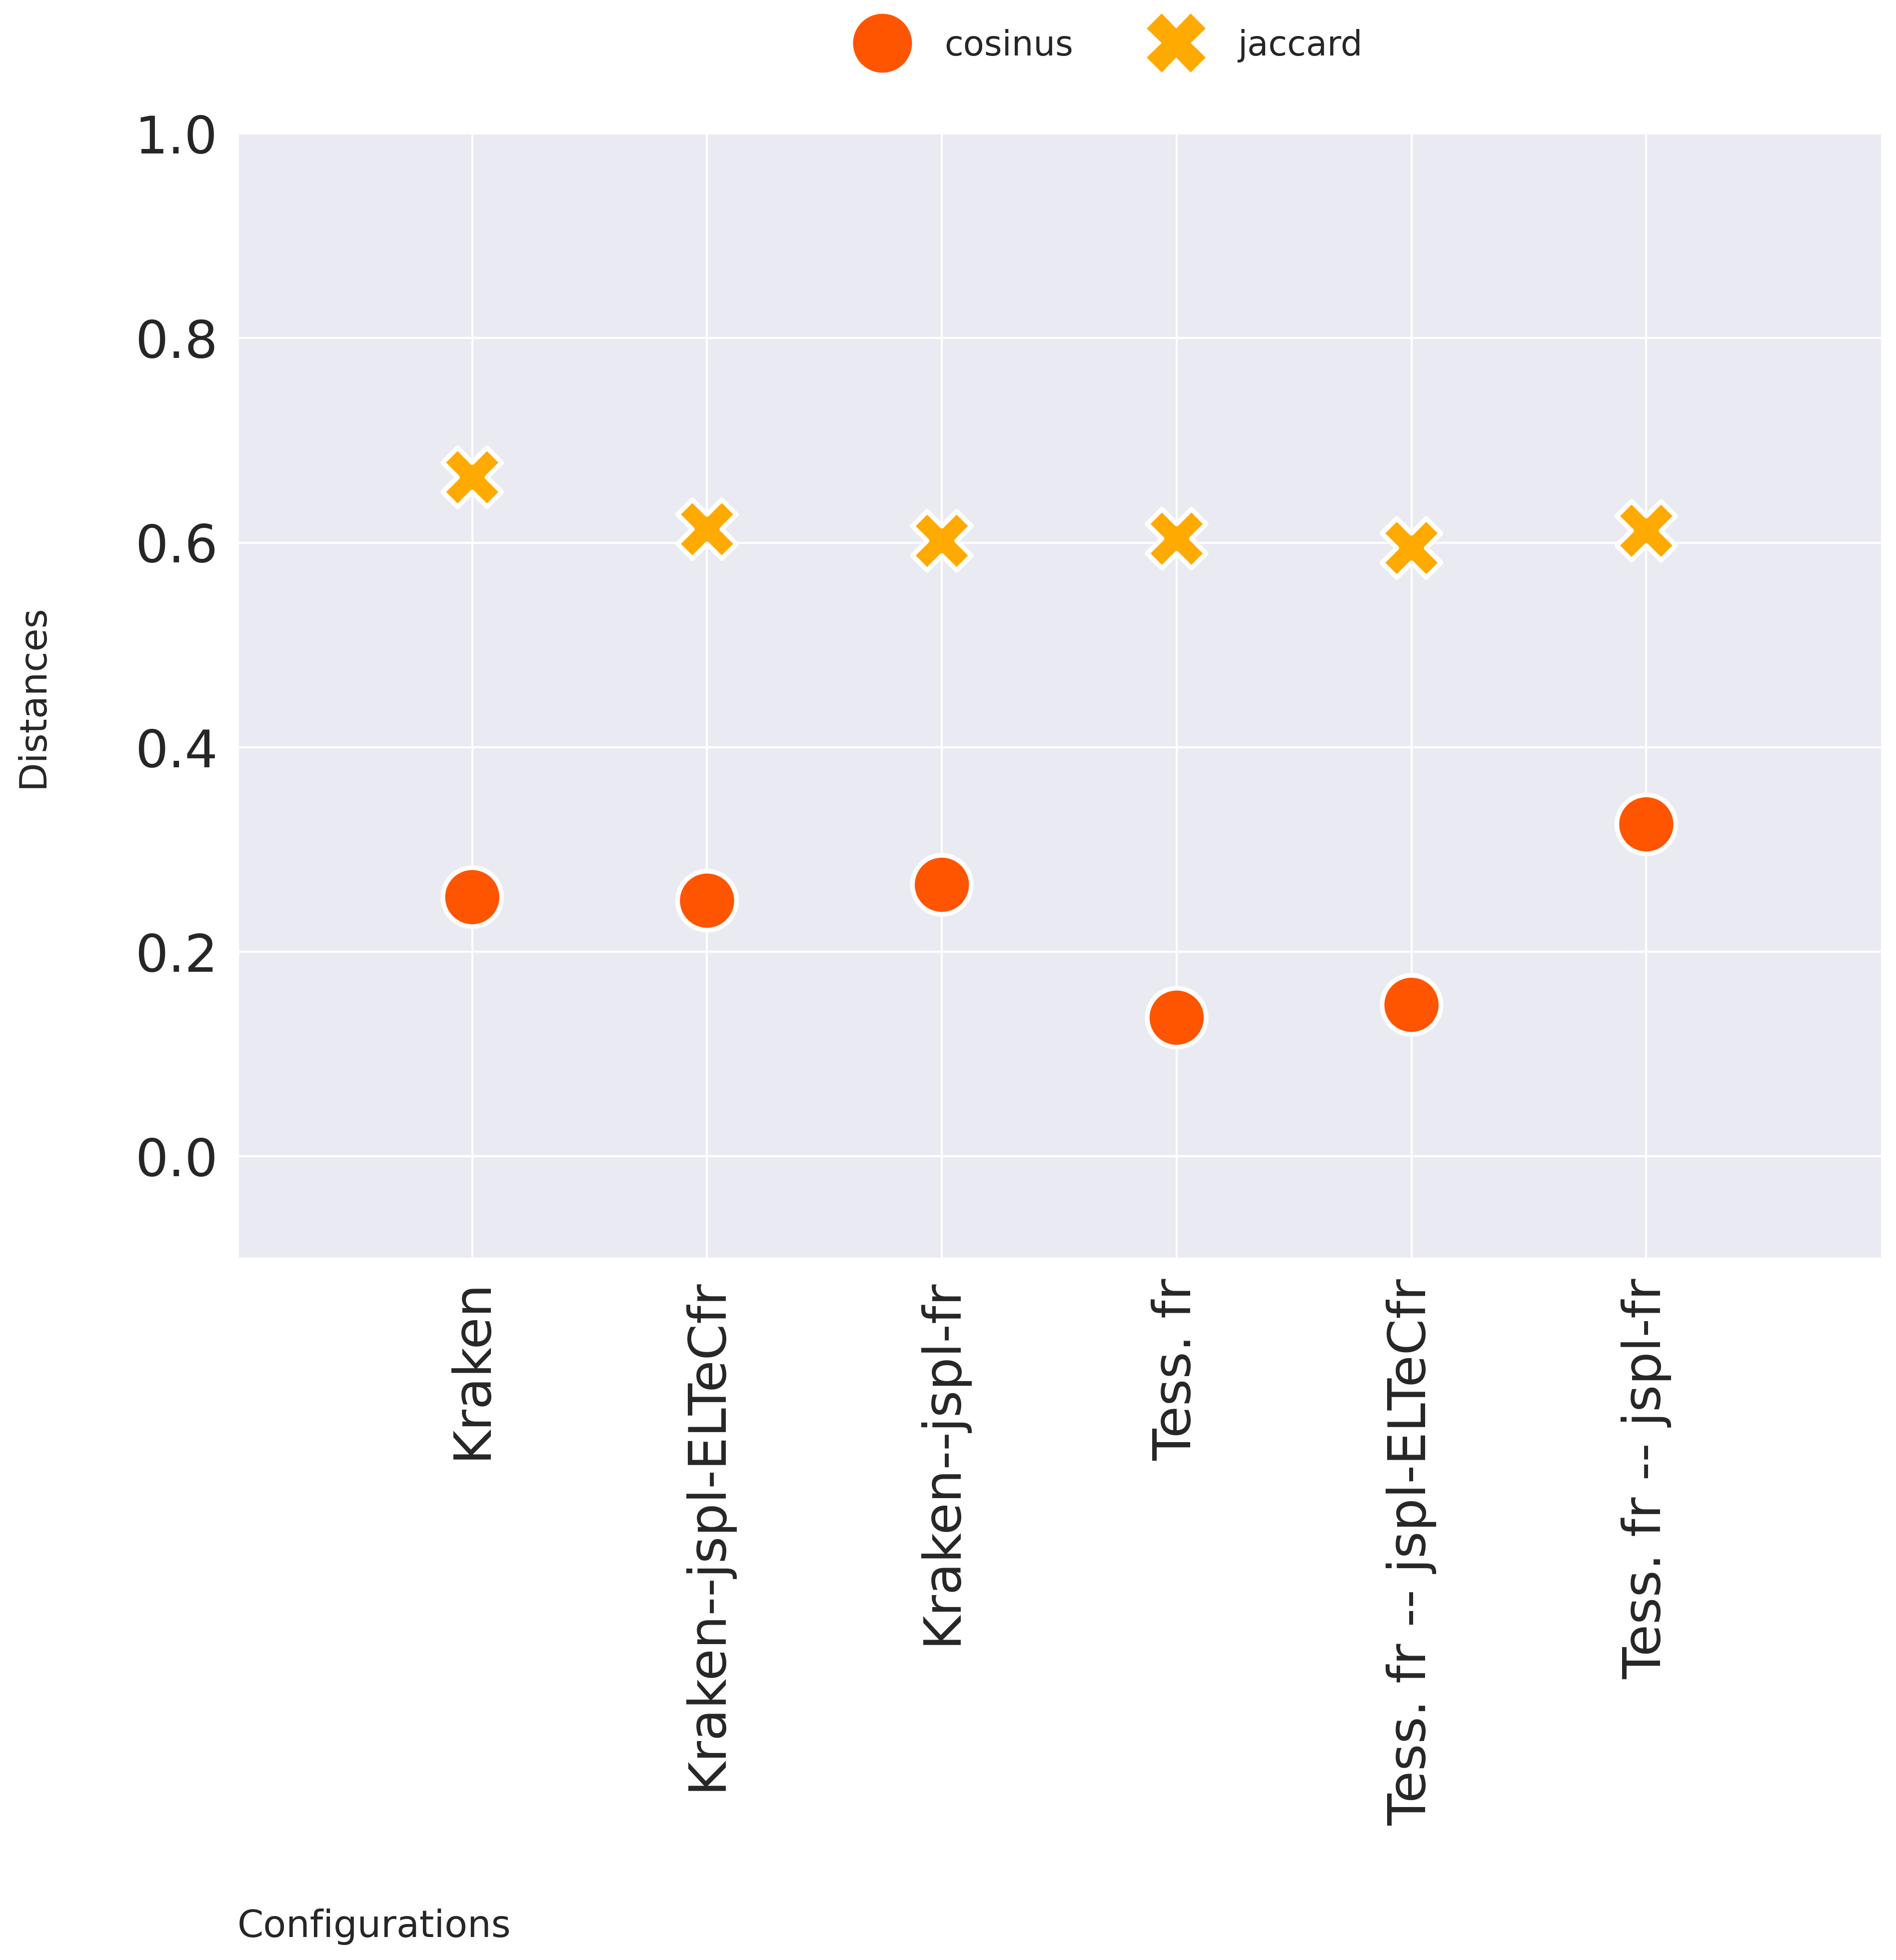 cosinus jaccard
1.0
0.8
0.6
0.4
0.2
0.0
Distances
Kraken
Kraken--jspl-ELTeCfr
Kraken--jspl-fr
Tess. fr
Tess. fr -- jspl-ELTeCfr
Tess. fr -- jspl-fr
Configurations